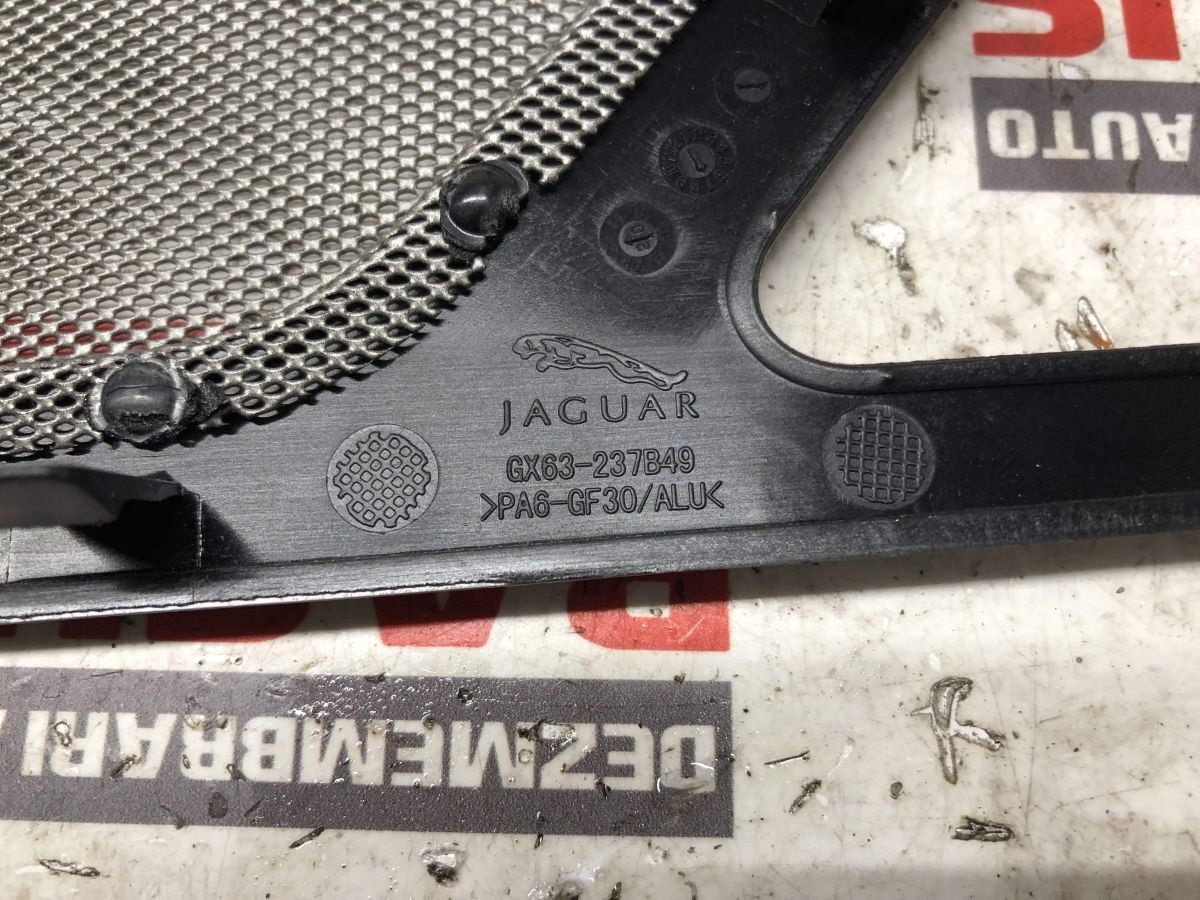 AUTO
JAGUAR
GX63-237B49
>PA6-GF30/ALU<
DEZMEMBRARI